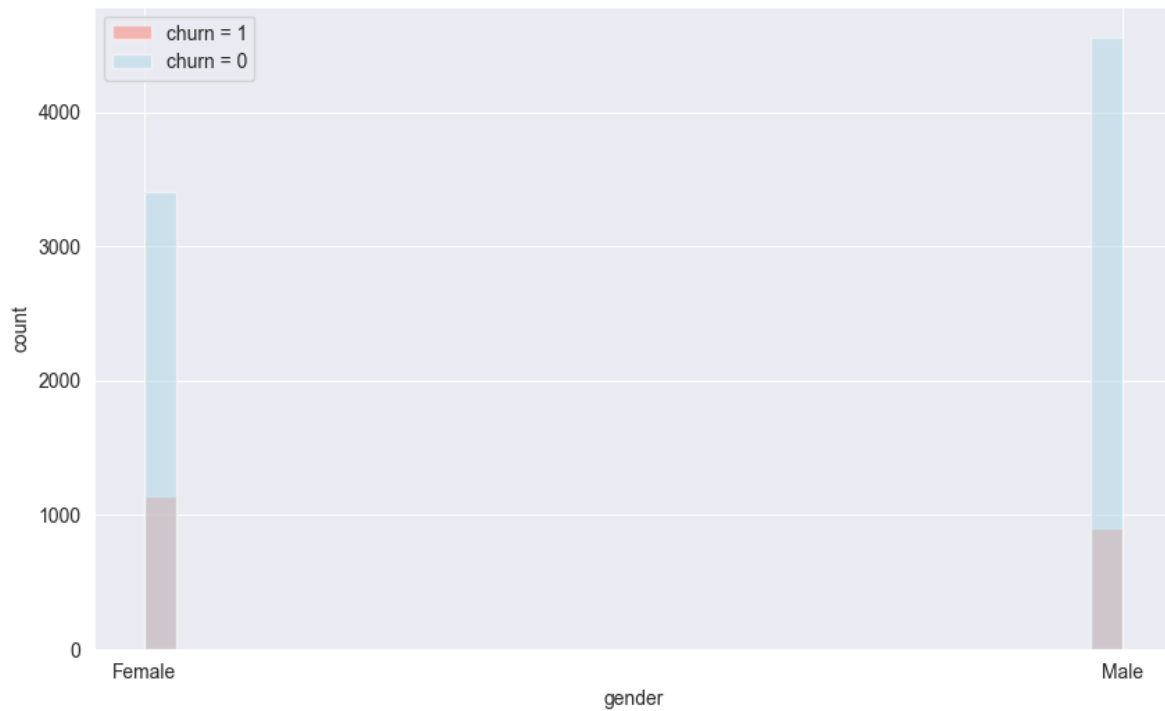 churn = 1
churn = 0
4000
3000
2000
1000
0
count
Female
Male
gender